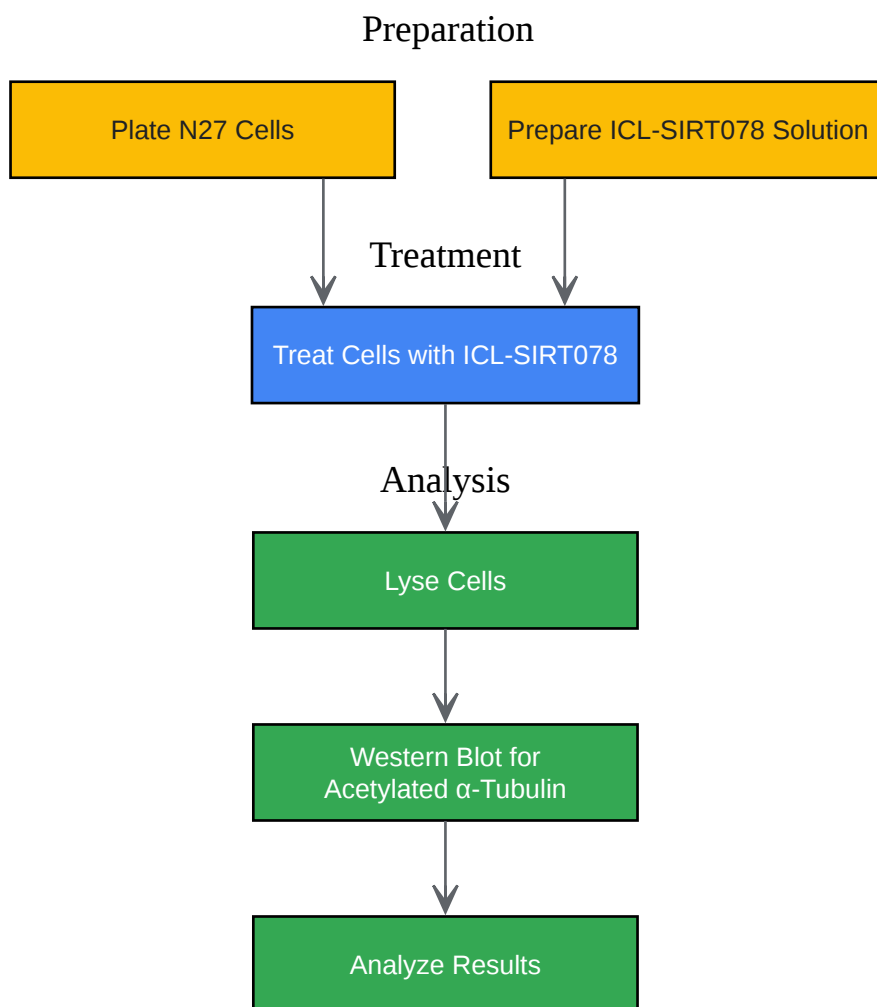 Preparation
Plate N27 Cells
Prepare ICL-SIRT078 Solution
Treatment
Treat Cells with ICL-SIRT078
Analysis
Lyse Cells
Western Blot for
Acetylated α-Tubulin
Analyze Results